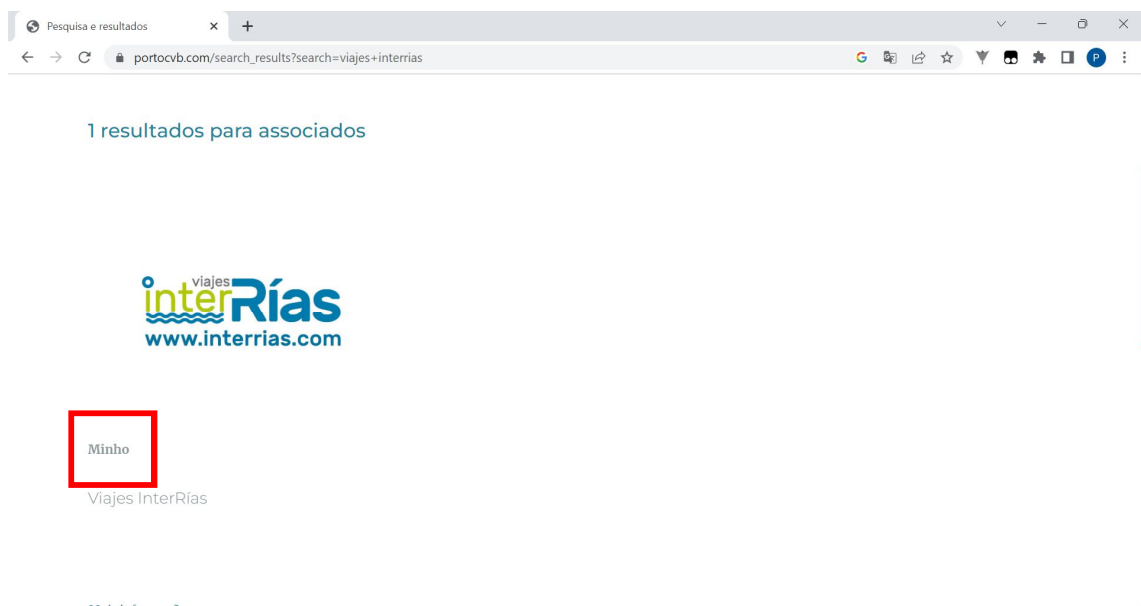 Pesquisa e resultados
portocvb.com/search_results?search=viajes+interrias
P
1 resultados para associados
viajes
interRías
www.interrias.com
Minho
Viajes InterRías